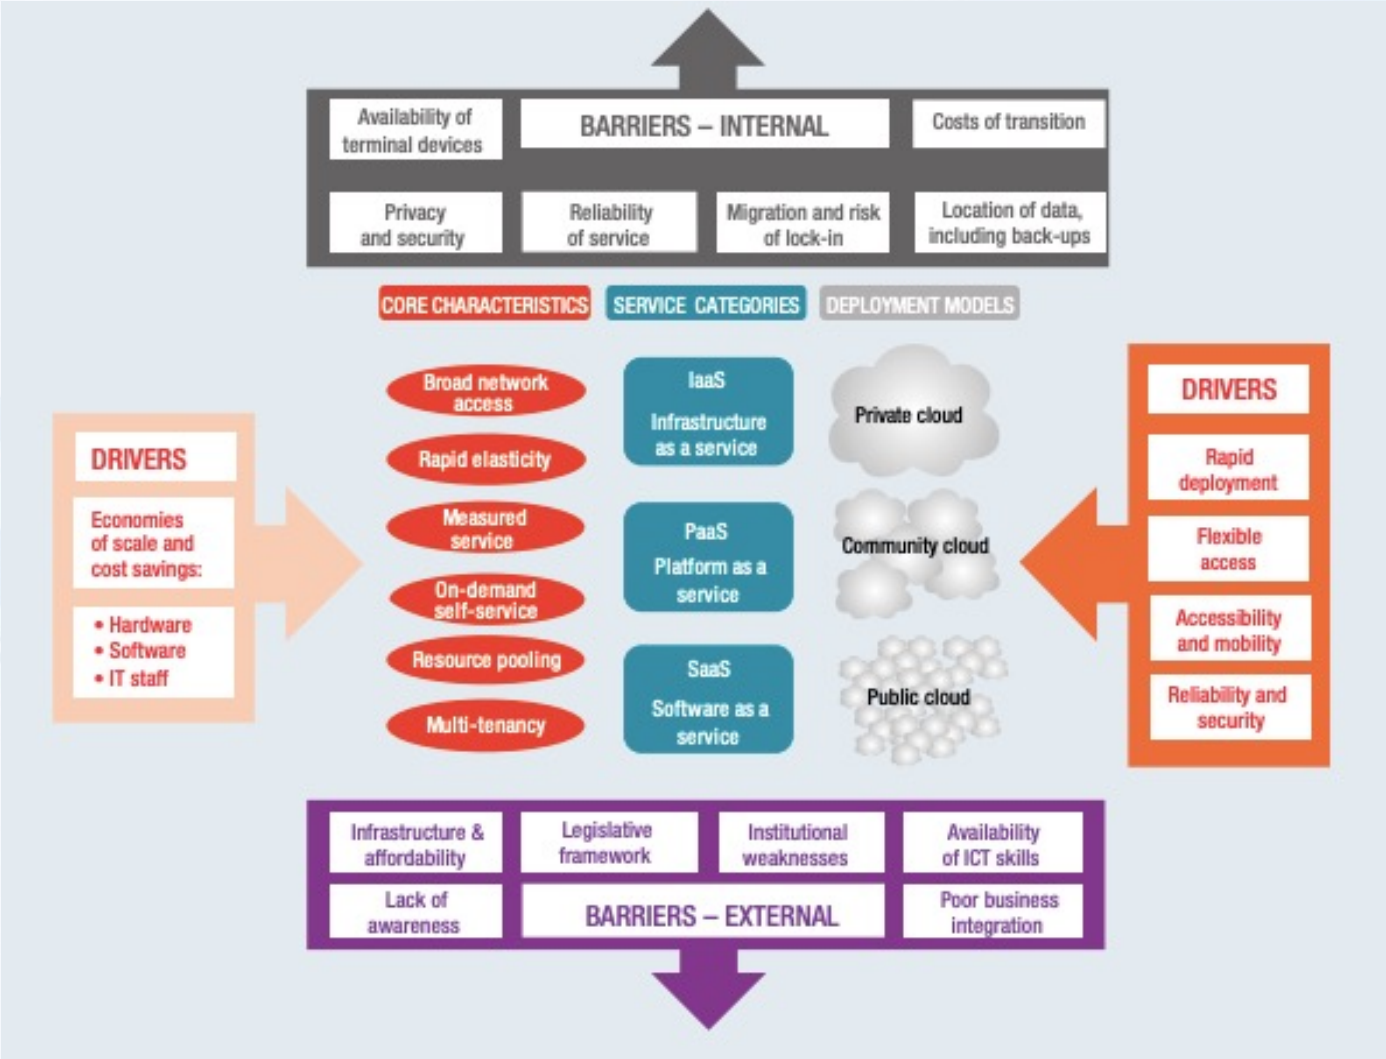 Availability of
terminal devices
BARRIERS – INTERNAL
Costs of transition
Privacy
and security
Reliability
of service
Migration and risk
of lock-in
Location of data,
including back-ups
CORE CHARACTERISTICS
SERVICE CATEGORIES
DEPLOYMENT MODELS
DRIVERS
Economies
of scale and
cost savings:
• Hardware
• Software
• IT staff
Broad network
access
Rapid elasticity
Measured
service
On-demand
self-service
Resource pooling
Multi-tenancy
IaaS
Infrastructure
as a service
PaaS
Platform as a
service
SaaS
Software as a
service
Private cloud
Community cloud
Public cloud
DRIVERS
Rapid
deployment
Flexible
access
Accessibility
and mobility
Reliability and
security
Infrastructure &
affordability
Legislative
framework
Institutional
weaknesses
Availability
of ICT skills
Lack of
awareness
BARRIERS – EXTERNAL
Poor business
integration